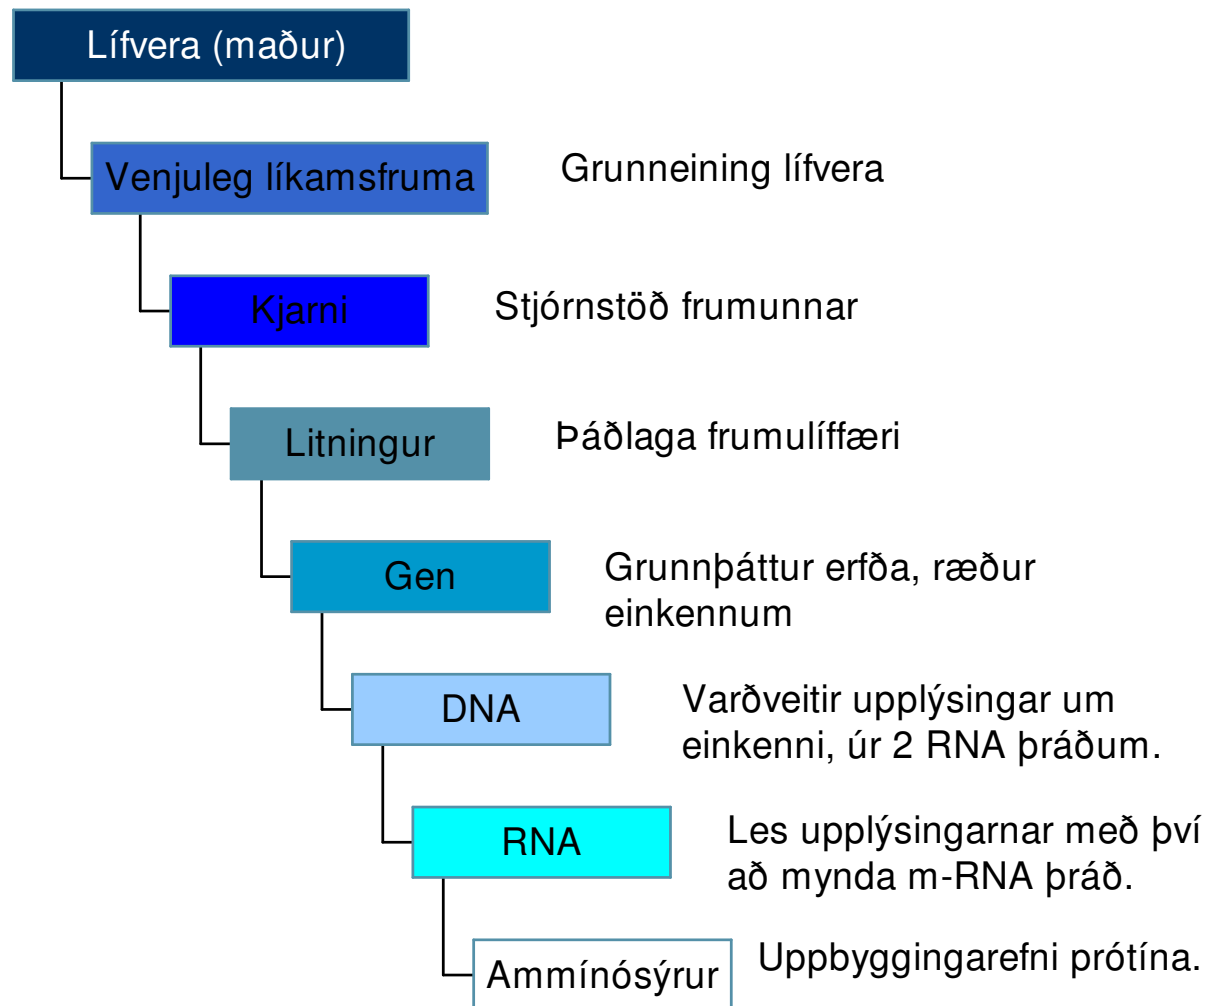 Lífvera (maður)
Venjuleg líkamsfruma
Grunneining lífvera
Kjarni
Stjórnstöð frumunnar
Litningur
Þáðlaga frumulíffæri
Gen
Grunnþáttur erfða, ræður
einkennum
DNA
Varðveitir upplýsingar um
einkenni, úr 2 RNA þráðum.
RNA
Les upplýsingarnar með því
að mynda m-RNA þráð.
Ammínósýrur
Uppbyggingarefni prótína.